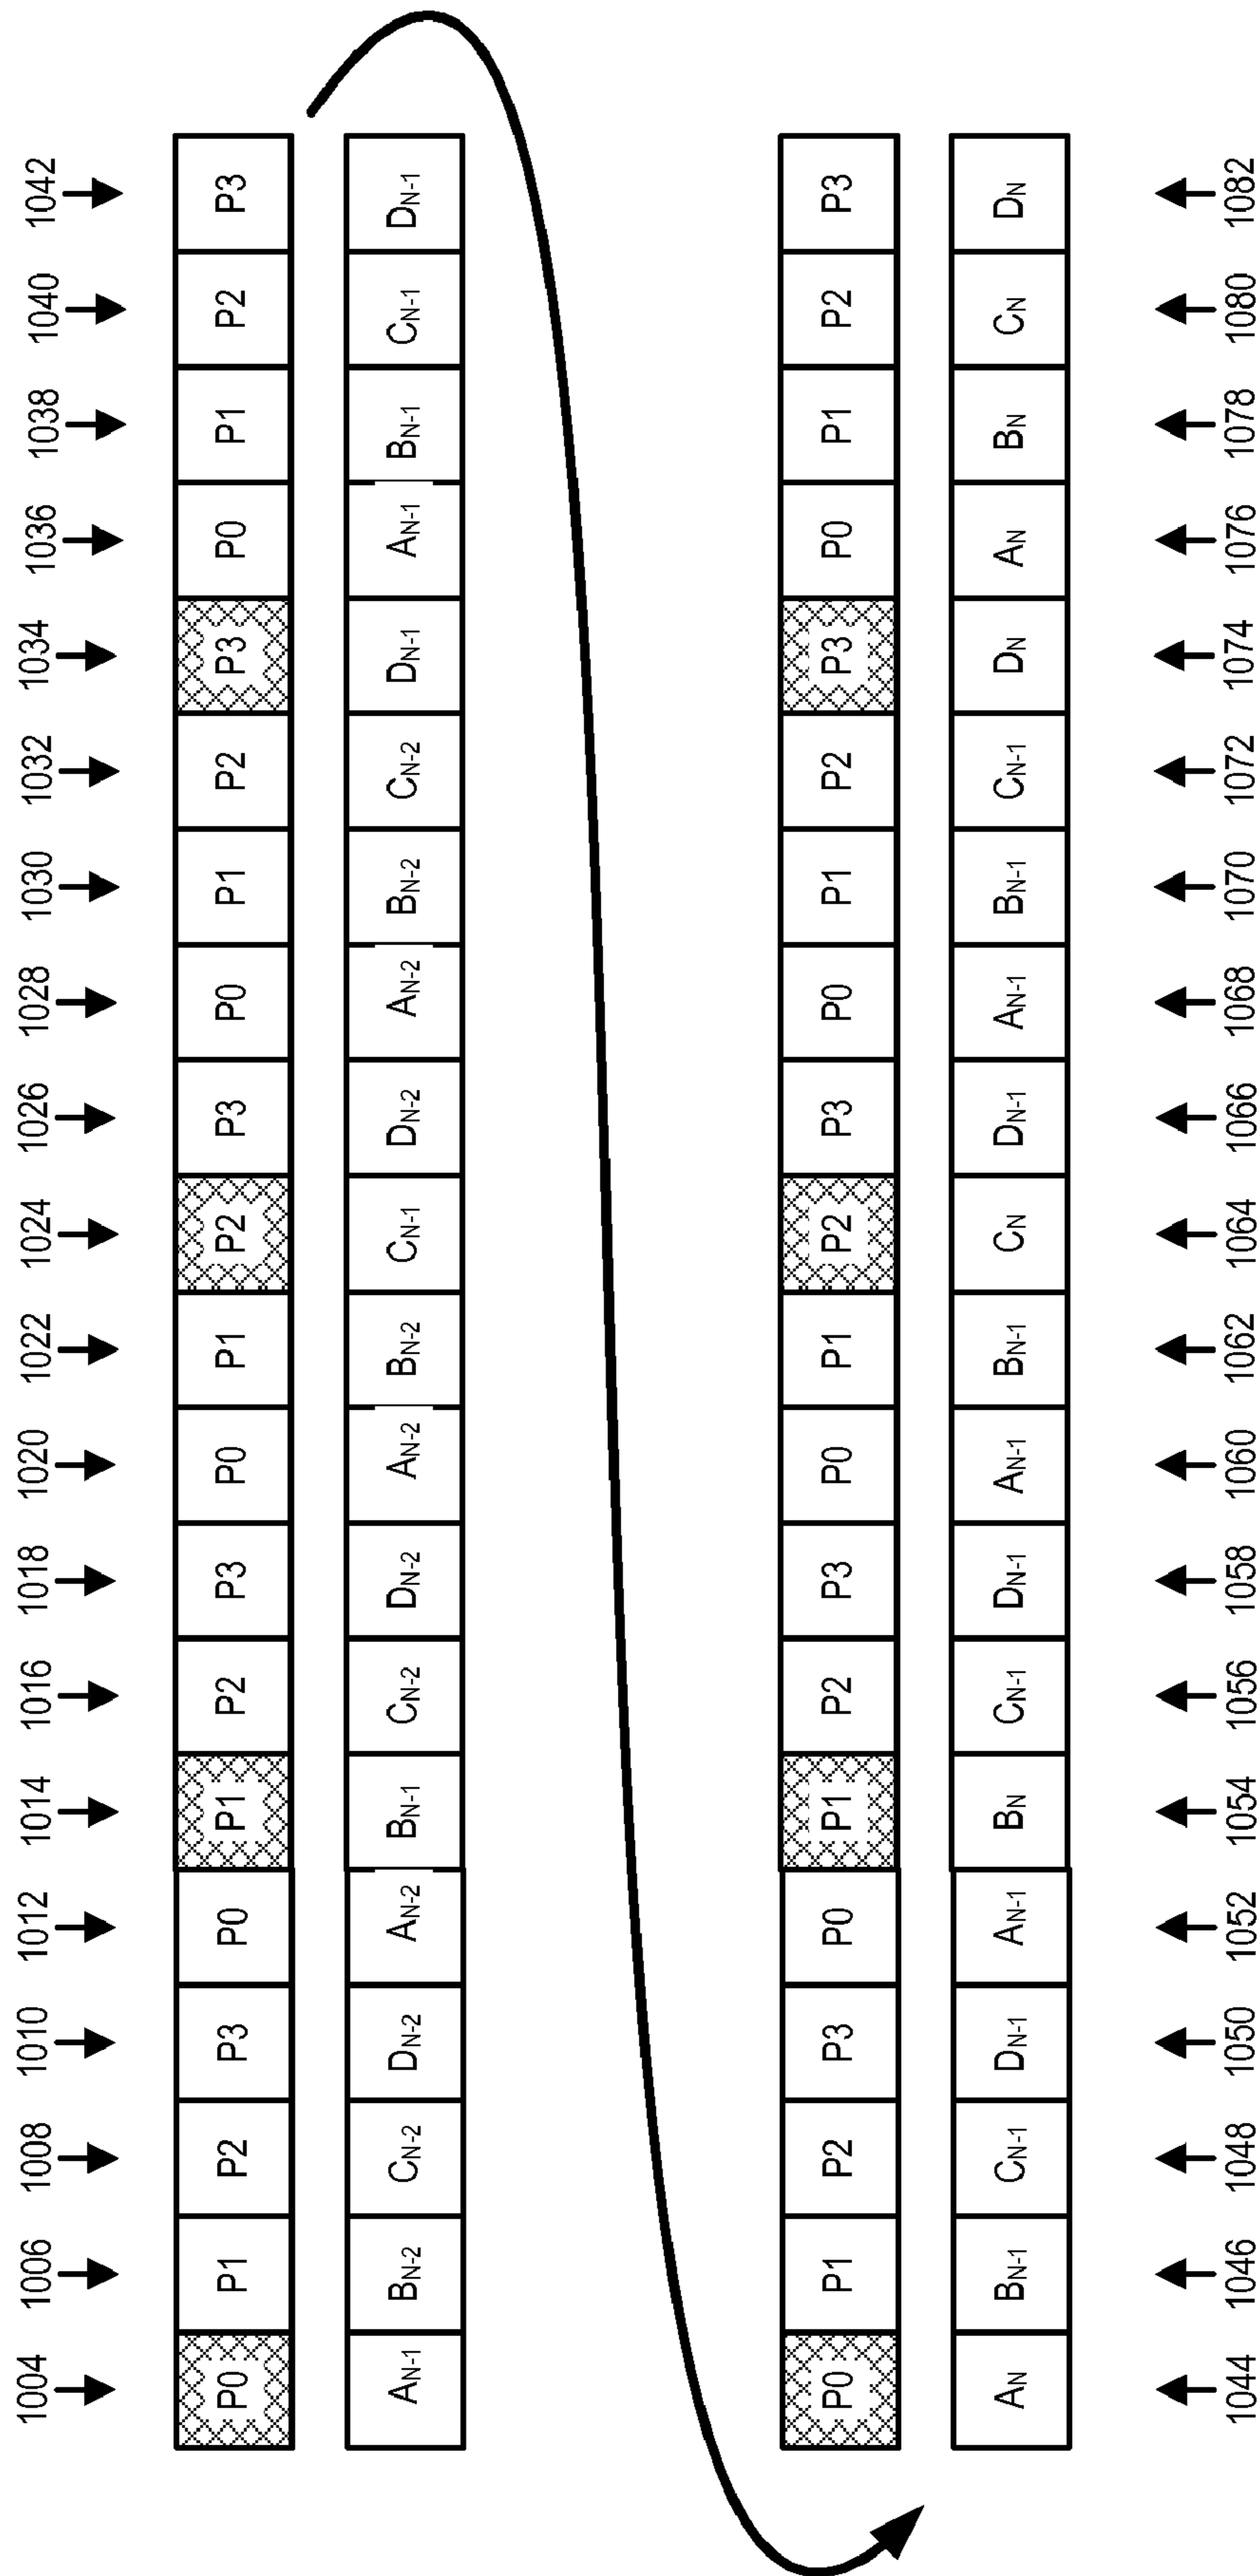 1004 1006 1008 1010 1012 1014 1016 1018 1020 1022 1024 1026 1028 1030 1032 1034 1036 1038 1040 1042
P0 P1 P2 P3 P0 P1 P2 P3 P0 P1 P2 P3 P0 P1 P2 P3 P0 P1 P2 P3
AN-1 BN-2 CN-2 DN-2 AN-2 BN-1 CN-2 DN-2 AN-2 BN-2 CN-1 DN-2 AN-2 BN-2 CN-2 DN-1 AN-1 BN-1 CN-1 DN-1
P0 P1 P2 P3 P0 P1 P2 P3 P0 P1 P2 P3 P0 P1 P2 P3 P0 P1 P2 P3
AN BN-1 CN-1 DN-1 AN-1 BN CN-1 DN-1 AN-1 BN-1 CN DN-1 AN-1 BN-1 CN-1 DN AN BN CN DN
1044 1046 1048 1050 1052 1054 1056 1058 1060 1062 1064 1066 1068 1070 1072 1074 1076 1078 1080 1082